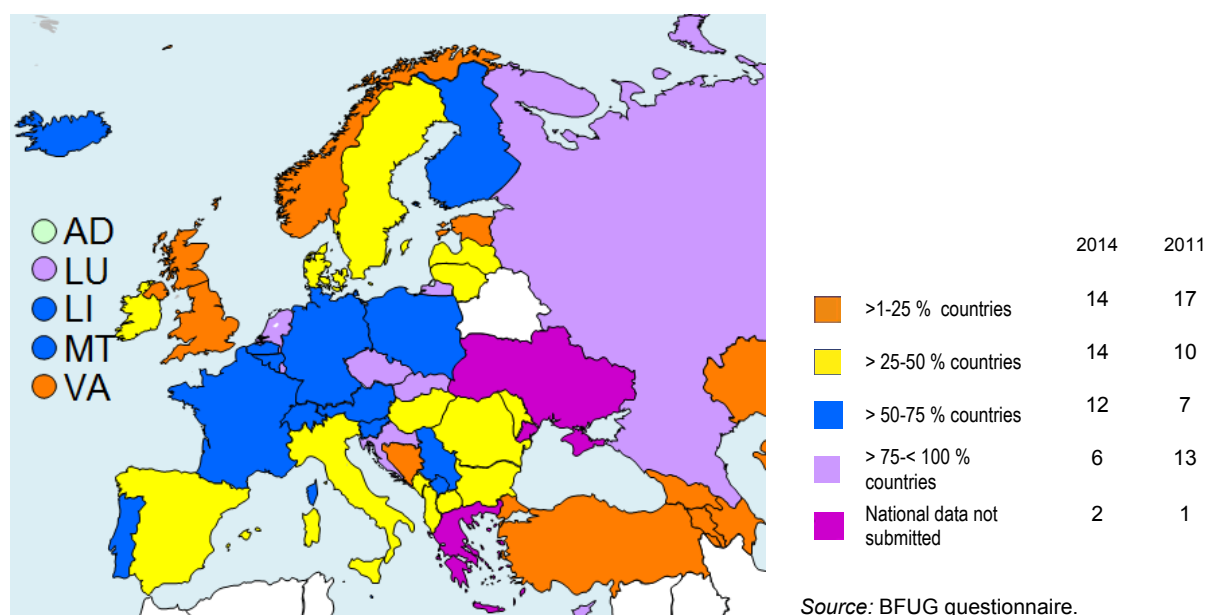 AD
LU
LI
MT
VA
2014 2011
>1-25 % countries 14 17
> 25-50 % countries 14 10
> 50-75 % countries 12 7
> 75-< 100 %
countries 6 13
National data not
submitted 2 1
Source: BFUG questionnaire.